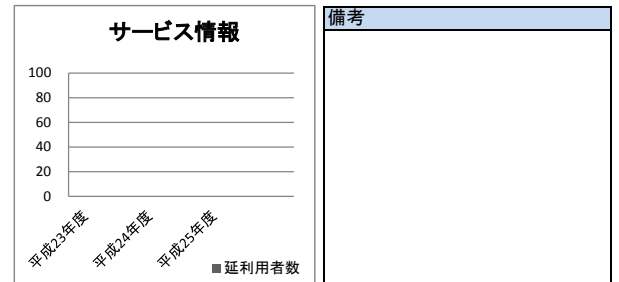 サービス情報
100
80
60
40
20
0
平成23年度
平成24年度
平成25年度
■延利用者数
備考